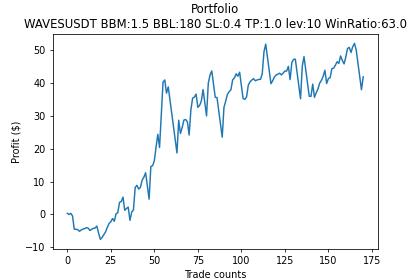 Portfolio
WAVESUSDT BBM:1.5 BBL:180 SL:0.4 TP:1.0 lev:10 WinRatio:63.0
Profit ($)
50
40
30
20
10
0
−10
0 25 50 75 100 125 150 175
Trade counts